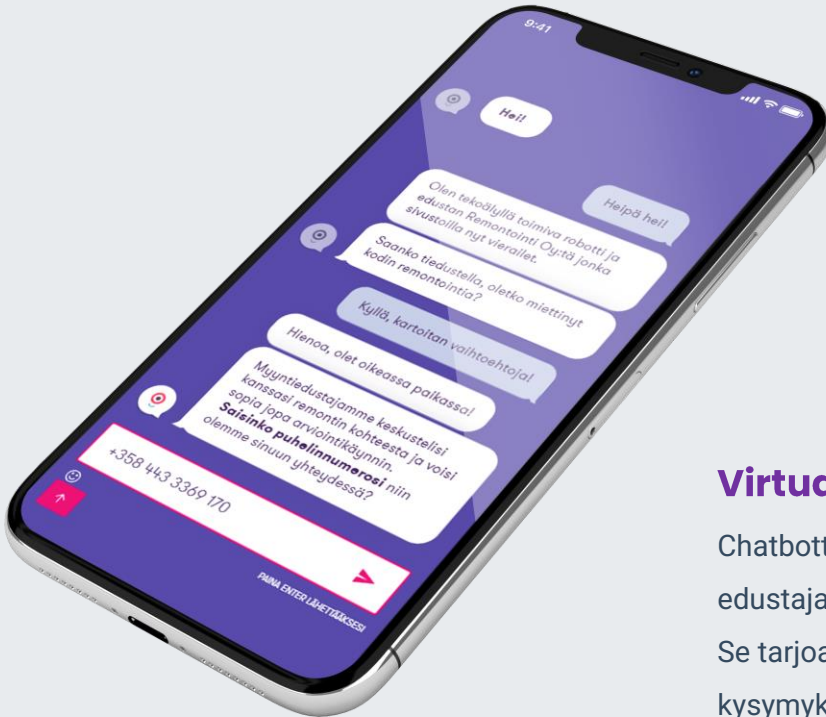 9:41
Hei!
Heipä hei!
Olen tekoälyllä toimiva robotti ja
edustan Remontointi Oy:tä jonka
sivustoilla nyt vierailet.
Saanko tiedustella, oletko miettinyt
kodin remontointia?
Kyllä, kartoitan vaihtoehtoja!
Hienoa, olet oikeassa paikassa!
Myyntiedustajamme keskustelisi
kanssasi remontin kohteesta ja voisi
sopia jopa arviointikäynnin.
Saisinko puhelinnumerosi niin
olemme sinuun yhteydessä?
+358 443 3369 170
PAINA ENTER LÄHETTÄÄKSESI
Virtua
Chatbott
edustaja
Se tarjoa
kysymyk